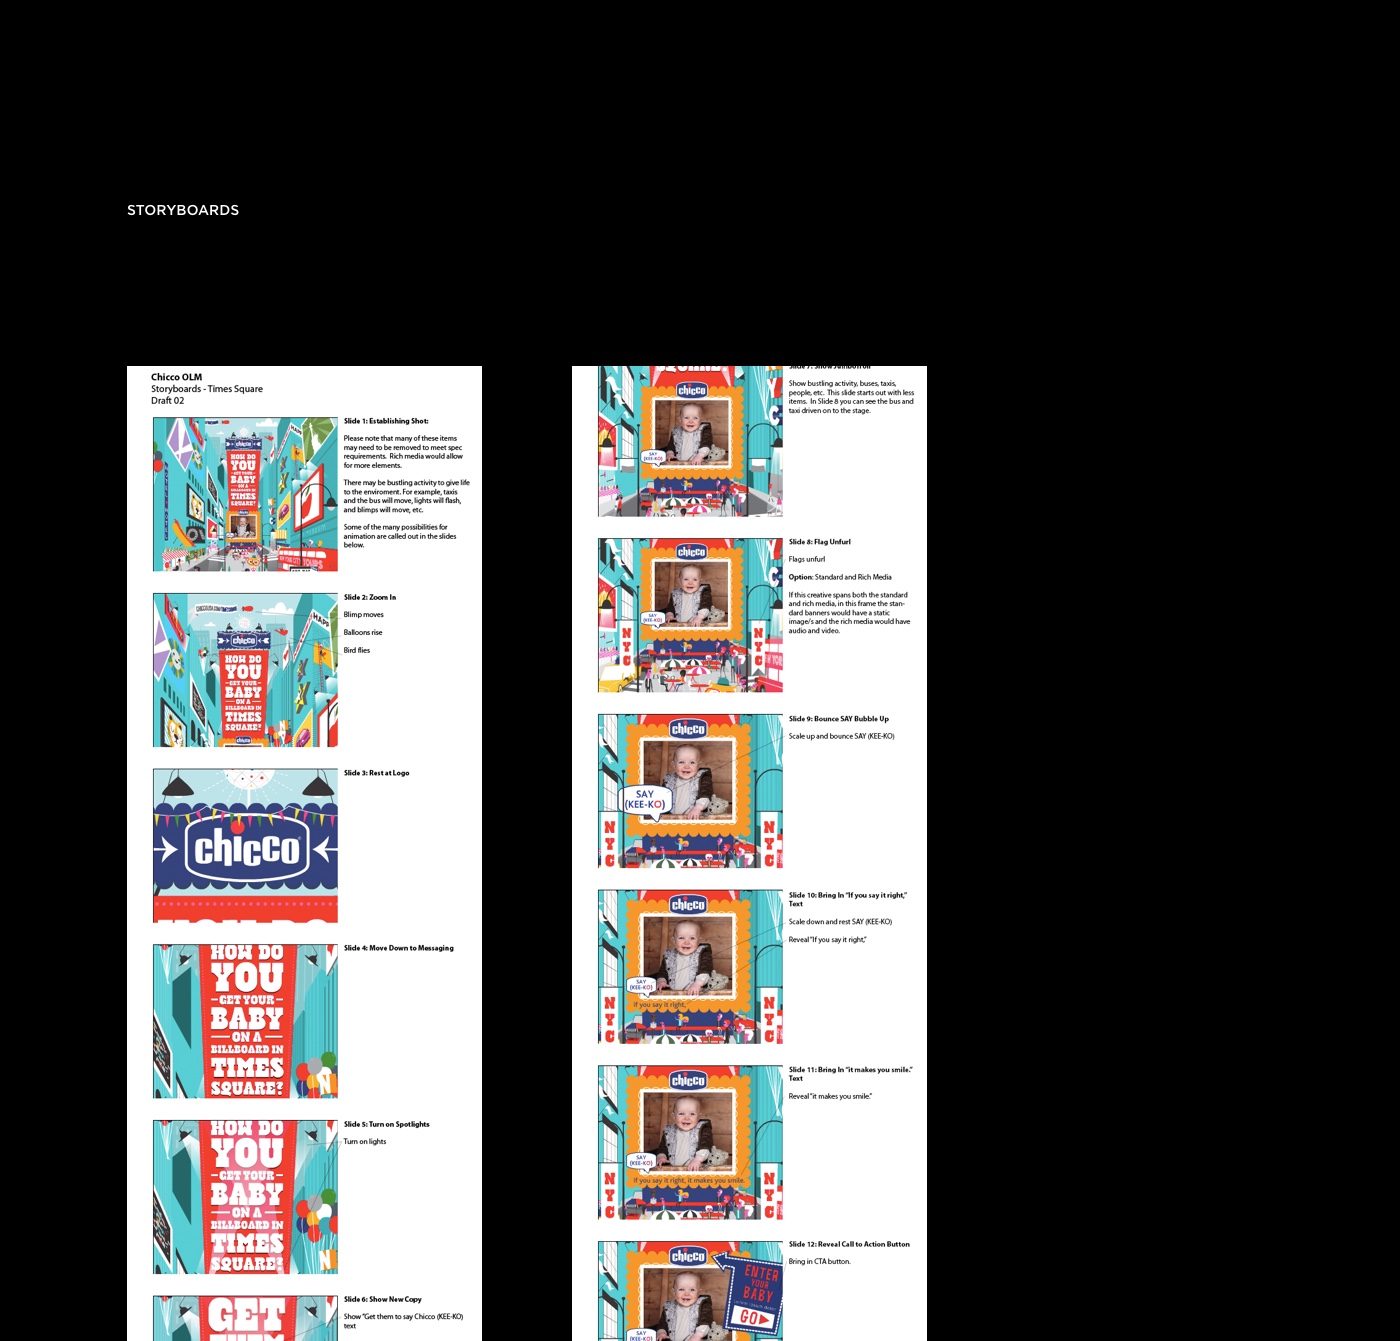 STORYBOARDS
Chicco OLM
Storyboards - Times Square
Draft 02
HOW DO
YOU
GET YOUR
BABY
ON A
BILLBOARD IN
TIMES
SQUARE?
Slide 1: Establishing Shot:
Please note that many of these items
may need to be removed to meet spec
requirements. Rich media would allow
for more elements.
There may be bustling activity to give life
to the enviroment. For example, taxis
and the bus will move, lights will flash,
and blimps will move, etc.
Some of the many possibilities for
animation are called out in the slides
below.
chicco
HOW DO
YOU
GET YOUR
BABY
ON A
BILLBOARD IN
TIMES
SQUARE?
chicco
Slide 2: Zoom In
Blimp moves
Balloons rise
Bird flies
chicco
Slide 3: Rest at Logo
HOW DO
YOU
GET YOUR
BABY
ON A
BILLBOARD IN
TIMES
SQUARE?
Slide 4: Move Down to Messaging
HOW DO
YOU
GET YOUR
BABY
ON A
BILLBOARD IN
TIMES
SQUARE?
Slide 5: Turn on Spotlights
Turn on lights
GET
Slide 6: Show New Copy
Show "Get them to say Chicco (KEE-KO)
text
chicco
SAY
(KEE-KO)
Show bustling activity, buses, taxis,
people, etc. This slide starts out with less
items. In Slide 8 you can see the bus and
taxi driven on to the stage.
chicco
SAY
(KEE-KO)
NYC
NYC
Slide 8: Flag Unfurl
Flags unfurl
Option: Standard and Rich Media
If this creative spans both the standard
and rich media, in this frame the stan-
dard banners would have a static
image/s and the rich media would have
audio and video.
chicco
SAY
(KEE-KO)
NYC
NYC
Slide 9: Bounce SAY Bubble Up
Scale up and bounce SAY (KEE-KO)
chicco
SAY
(KEE-KO)
If you say it right,
NYC
NYC
Slide 10: Bring In "If you say it right,"
Text
Scale down and rest SAY (KEE-KO)
Reveal "If you say it right,"
chicco
SAY
(KEE-KO)
If you say it right, it makes you smile.
NYC
NYC
Slide 11: Bring In "it makes you smile."
Text
Reveal "it makes you smile."
chicco
ENTER
YOUR
BABY
GO
SAY
(KEE-KO)
Slide 12: Reveal Call to Action Button
Bring in CTA button.